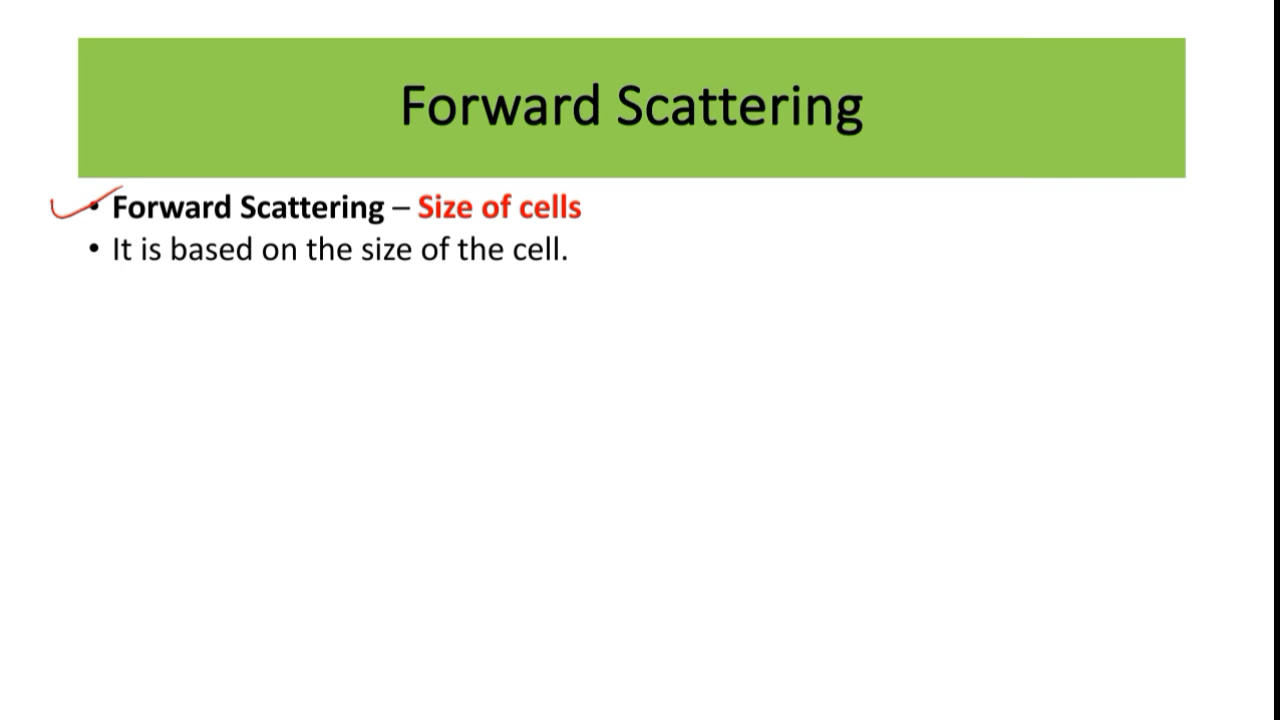 Forward Scattering
• Forward Scattering – Size of cells
• It is based on the size of the cell.